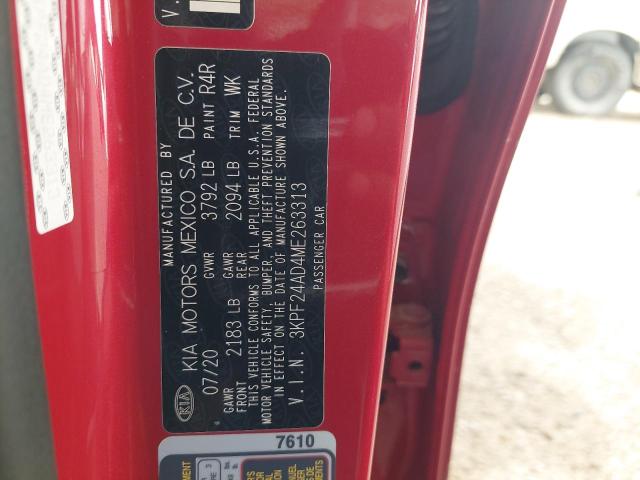 MANUFACTURED BY
KIA KIA MOTORS MEXICO S.A. DE C.V.
07/20 GVWR 3792 LB PAINT R4R
GAWR FRONT 2183 LB GAWR REAR 2094 LB TRIM WK
THIS VEHICLE CONFORMS TO ALL APPLICABLE U.S.A. FEDERAL
MOTOR VEHICLE SAFETY, BUMPER, AND THEFT PREVENTION STANDARDS
IN EFFECT ON THE DATE OF MANUFACTURE SHOWN ABOVE.
V.I.N. 3KPF24AD4ME263313
PASSENGER CAR
7610